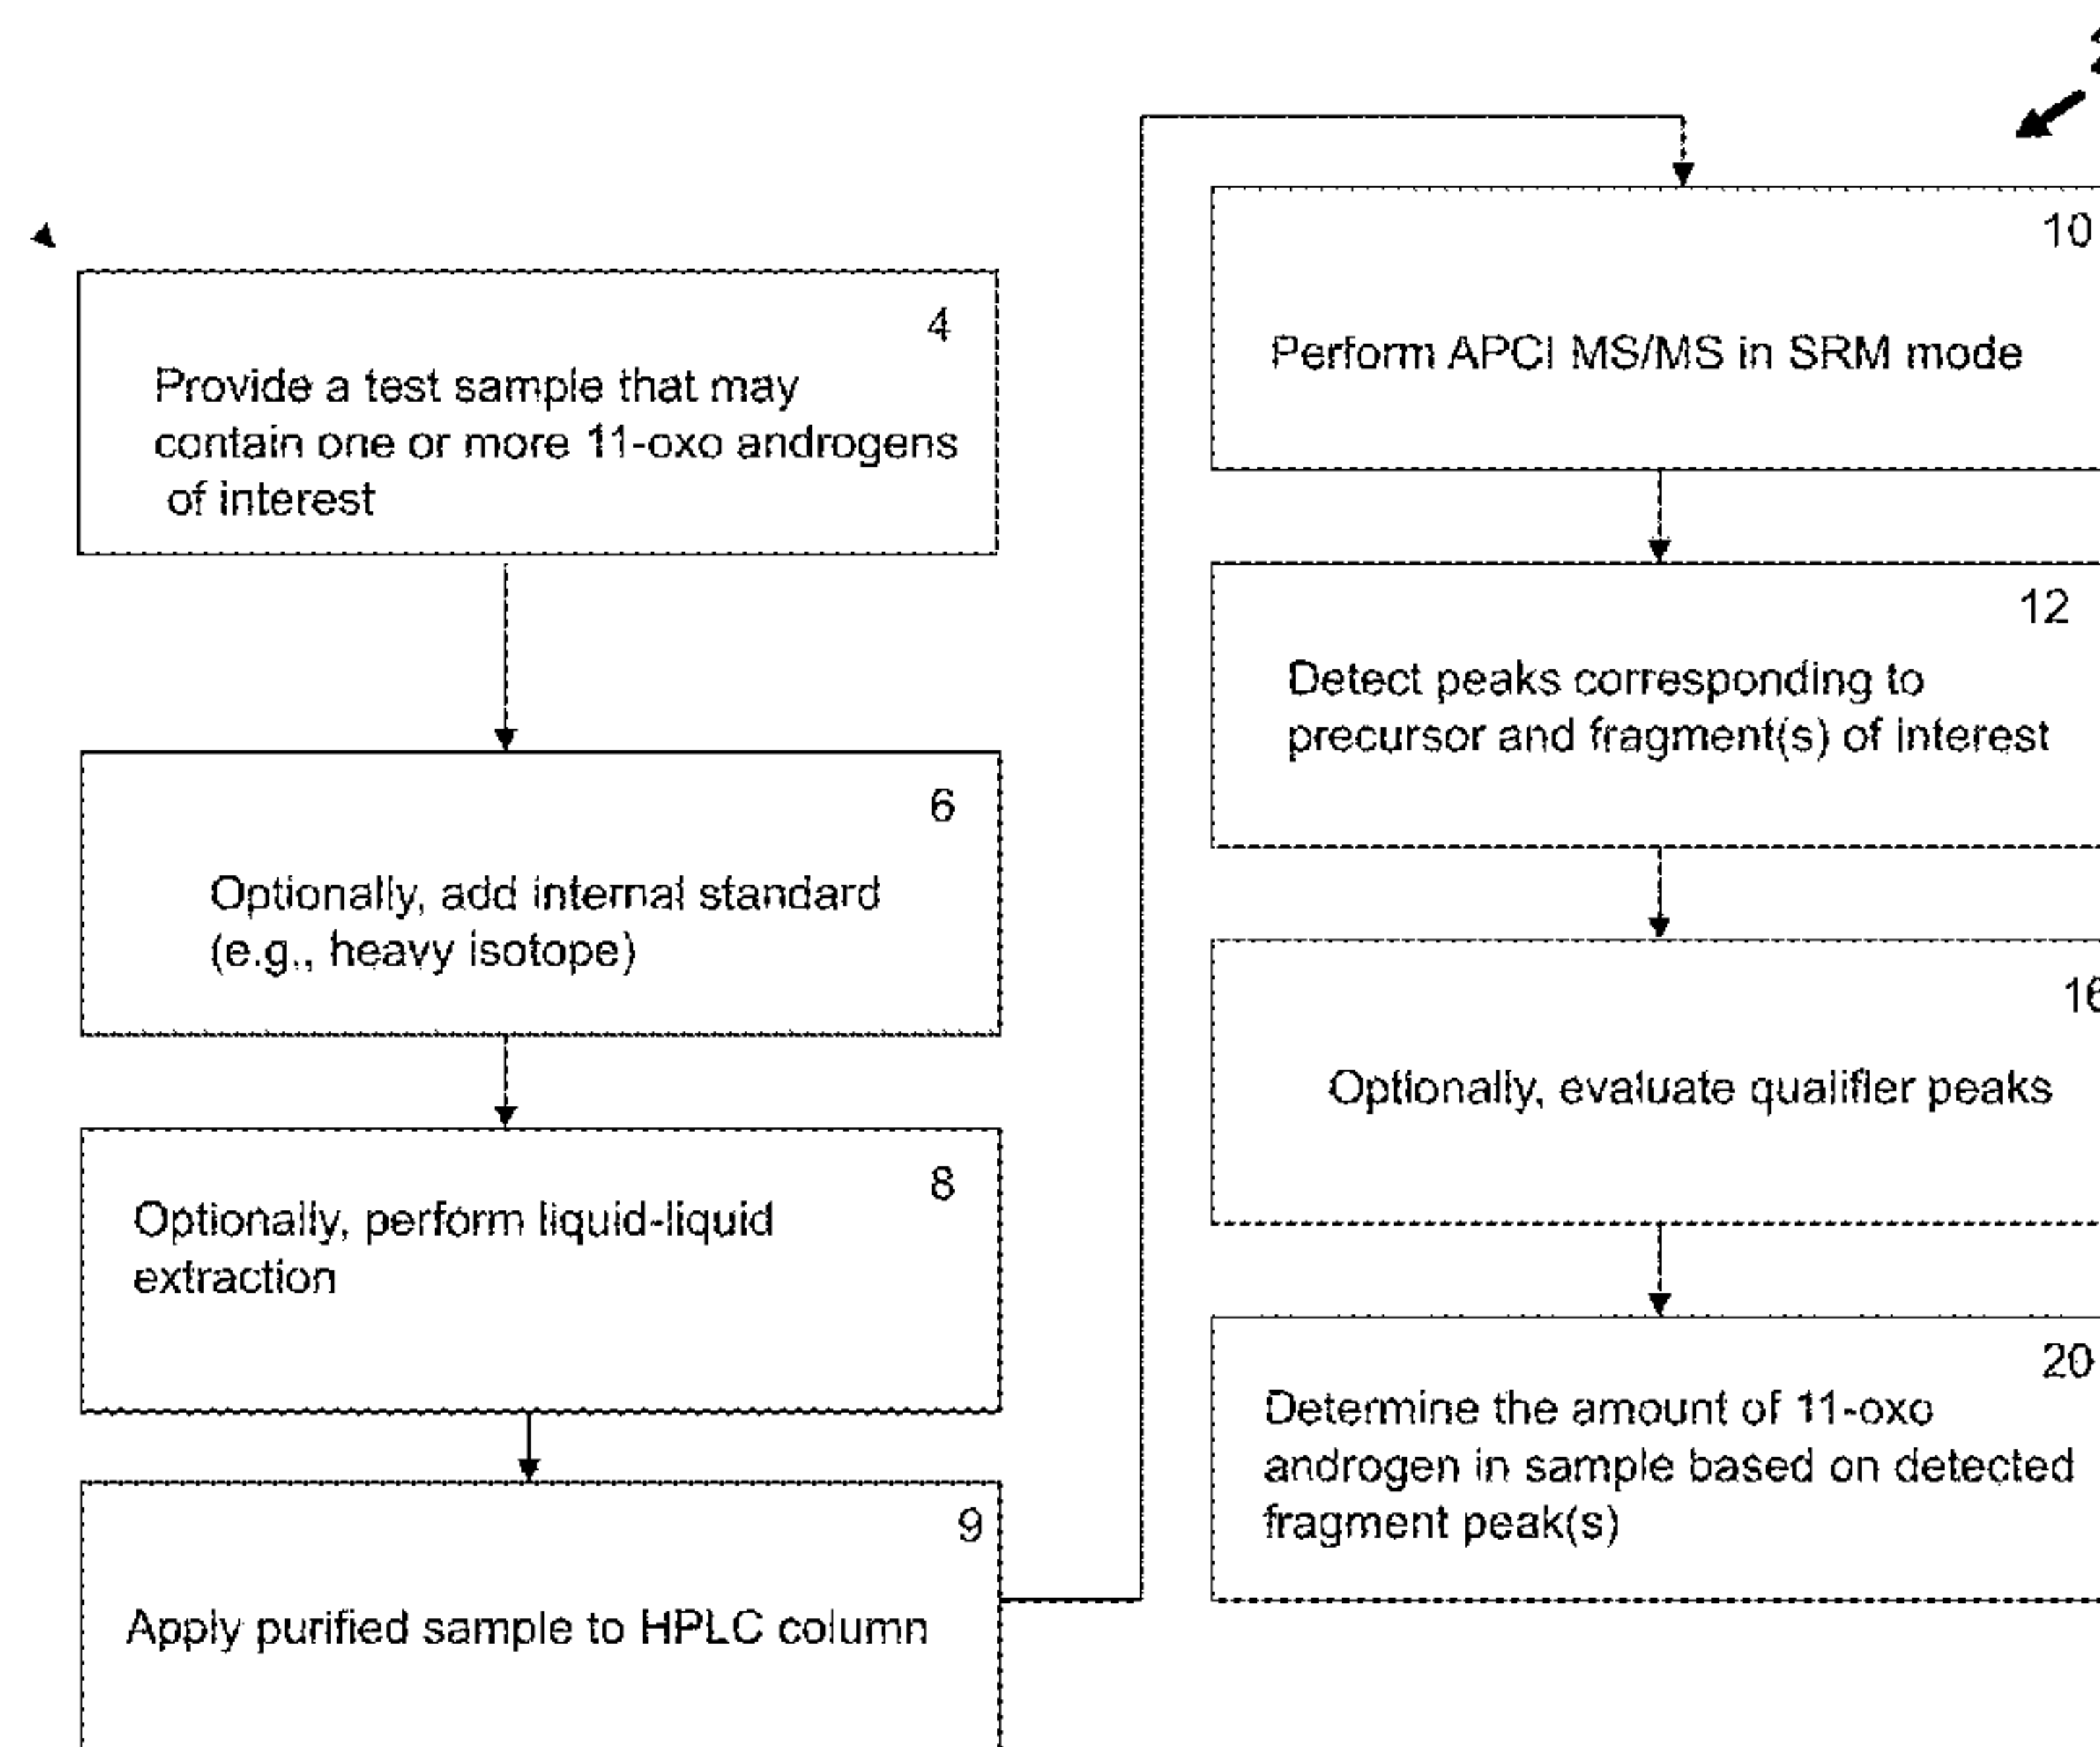 4
Provide a test sample that may
contain one or more 11-oxo androgens
of interest
6
Optionally, add internal standard
(e.g., heavy isotope)
8
Optionally, perform liquid-liquid
extraction
9
Apply purified sample to HPLC column
10
Perform APCI MS/MS in SRM mode
12
Detect peaks corresponding to
precursor and fragment(s) of interest
16
Optionally, evaluate qualifier peaks
20
Determine the amount of 11-oxo
androgen in sample based on detected
fragment peak(s)